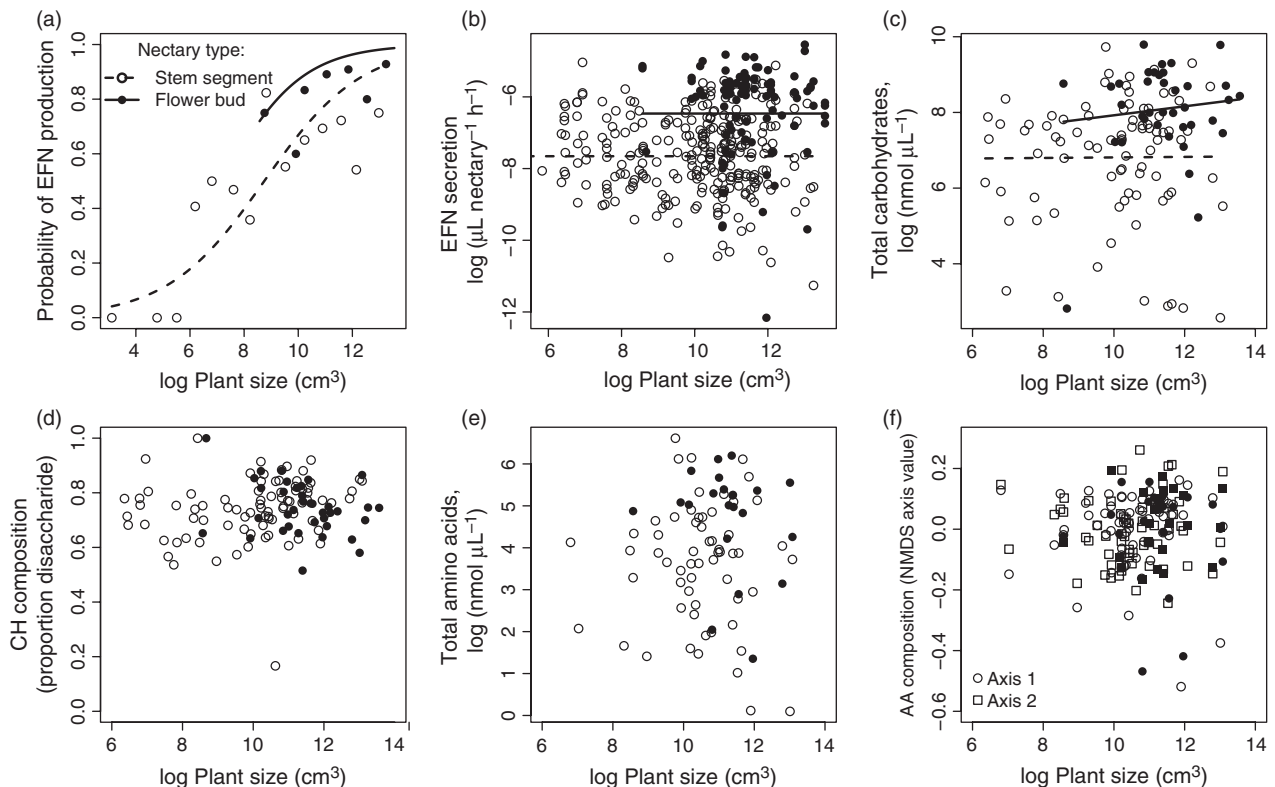 (a)
Nectary type:
Stem segment
Flower bud
Probability of EFN production
1.0
0.8
0.6
0.4
0.2
0.0
4 6 8 10 12
log Plant size (cm³)
(b)
EFN secretion
log (μL nectary⁻¹ h⁻¹)
−6
−8
−10
−12
6 8 10 12 14
log Plant size (cm³)
(c)
Total carbohydrates,
log (nmol μL⁻¹)
10
8
6
4
6 8 10 12 14
log Plant size (cm³)
(d)
CH composition
(proportion disaccharide)
1.0
0.8
0.6
0.4
0.2
0.0
6 8 10 12 14
log Plant size (cm³)
(e)
Total amino acids,
log (nmol μL⁻¹)
6
5
4
3
2
1
0
6 8 10 12 14
log Plant size (cm³)
(f)
AA composition (NMDS axis value)
0.2
0.0
−0.2
−0.4
−0.6
Axis 1
Axis 2
6 8 10 12 14
log Plant size (cm³)